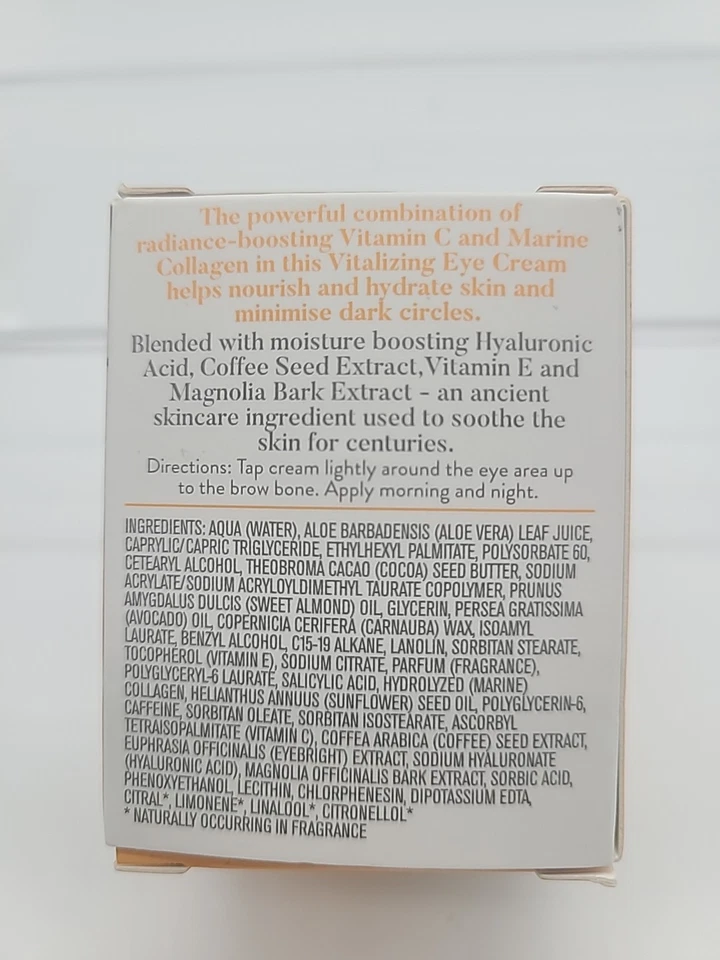 The powerful combination of
radiance-boosting Vitamin C and Marine
Collagen in this Vitalizing Eye Cream
helps nourish and hydrate skin and
minimise dark circles.
Blended with moisture boosting Hyaluronic
Acid, Coffee Seed Extract,Vitamin E and
Magnolia Bark Extract - an ancient
skincare ingredient used to soothe the
skin for centuries.
Directions: Tap cream lightly around the eye area up
to the brow bone. Apply morning and night.
INGREDIENTS: AQUA (WATER), ALOE BARBADENSIS (ALOE VERA) LEAF JUICE,
CAPRYLIC/CAPRIC TRIGLYCERIDE, ETHYLHEXYL PALMITATE, POLYSORBATE 60,
CETEARYL ALCOHOL, THEOBROMA CACAO (COCOA) SEED BUTTER, SODIUM
ACRYLATE/SODIUM ACRYLOYLDIMETHYL TAURATE COPOLYMER, PRUNUS
AMYGDALUS DULCIS (SWEET ALMOND) OIL, GLYCERIN, PERSEA GRATISSIMA
(AVOCADO) OIL, COPERNICIA CERIFERA (CARNAUBA) WAX, ISOAMYL
LAURATE, BENZYL ALCOHOL, C15-19 ALKANE, LANOLIN, SORBITAN STEARATE,
TOCOPHEROL (VITAMIN E), SODIUM CITRATE, PARFUM (FRAGRANCE),
POLYGLYCERYL-6 LAURATE, SALICYLIC ACID, HYDROLYZED (MARINE)
COLLAGEN, HELIANTHUS ANNUUS (SUNFLOWER) SEED OIL, POLYGLYCERIN-6,
CAFFEINE, SORBITAN OLEATE, SORBITAN ISOSTEARATE, ASCORBYL
TETRAISOPALMITATE (VITAMIN C), COFFEA ARABICA (COFFEE) SEED EXTRACT,
EUPHRASIA OFFICINALIS (EYEBRIGHT) EXTRACT, SODIUM HYALURONATE
(HYALURONIC ACID), MAGNOLIA OFFICINALIS BARK EXTRACT, SORBIC ACID,
PHENOXYETHANOL, LECITHIN, CHLORPHENESIN, DIPOTASSIUM EDTA,
CITRAL*, LIMONENE*, LINALOOL*, CITRONELLOL*
* NATURALLY OCCURRING IN FRAGRANCE